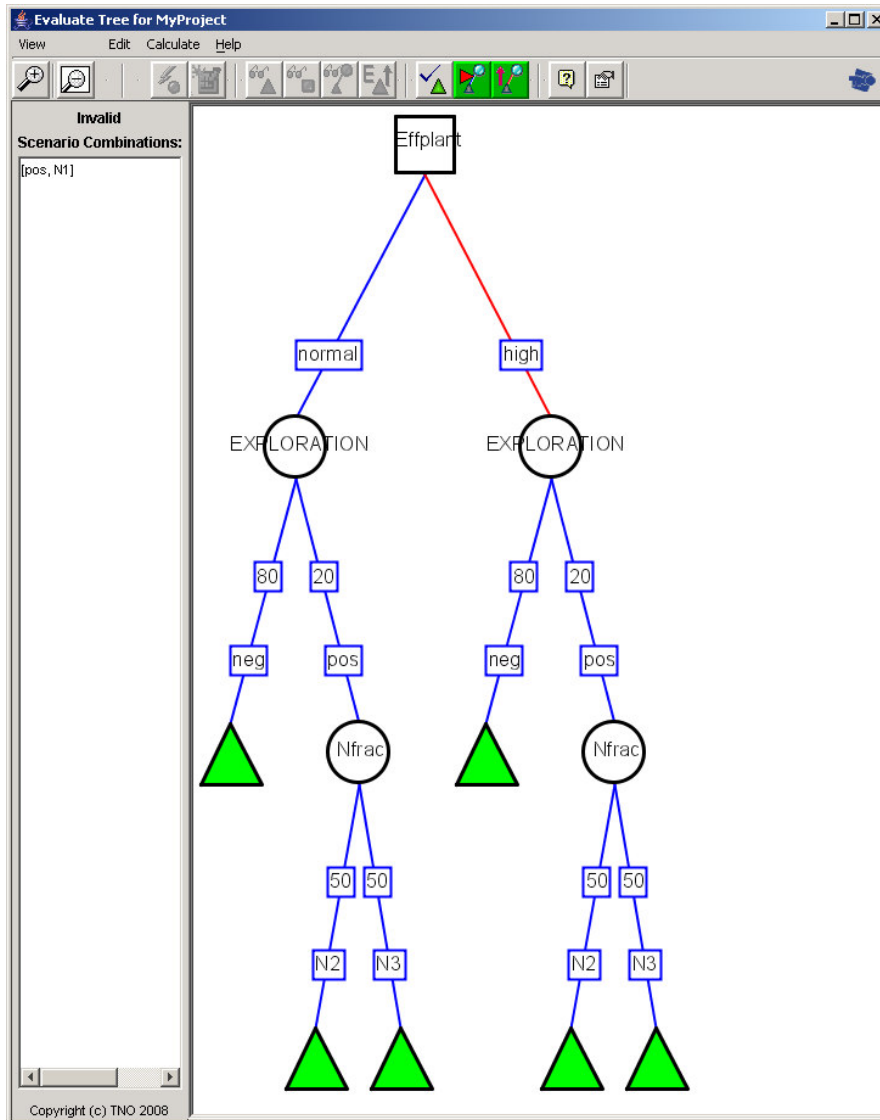 Evaluate Tree for MyProject
View Edit Calculate Help
E
Invalid
Scenario Combinations:
[pos, N1]
Effplant
normal high
EXPLORATION EXPLORATION
80 20 80 20
neg pos neg pos
Nfrac Nfrac
50 50 50 50
N2 N3 N2 N3
Copyright (c) TNO 2008